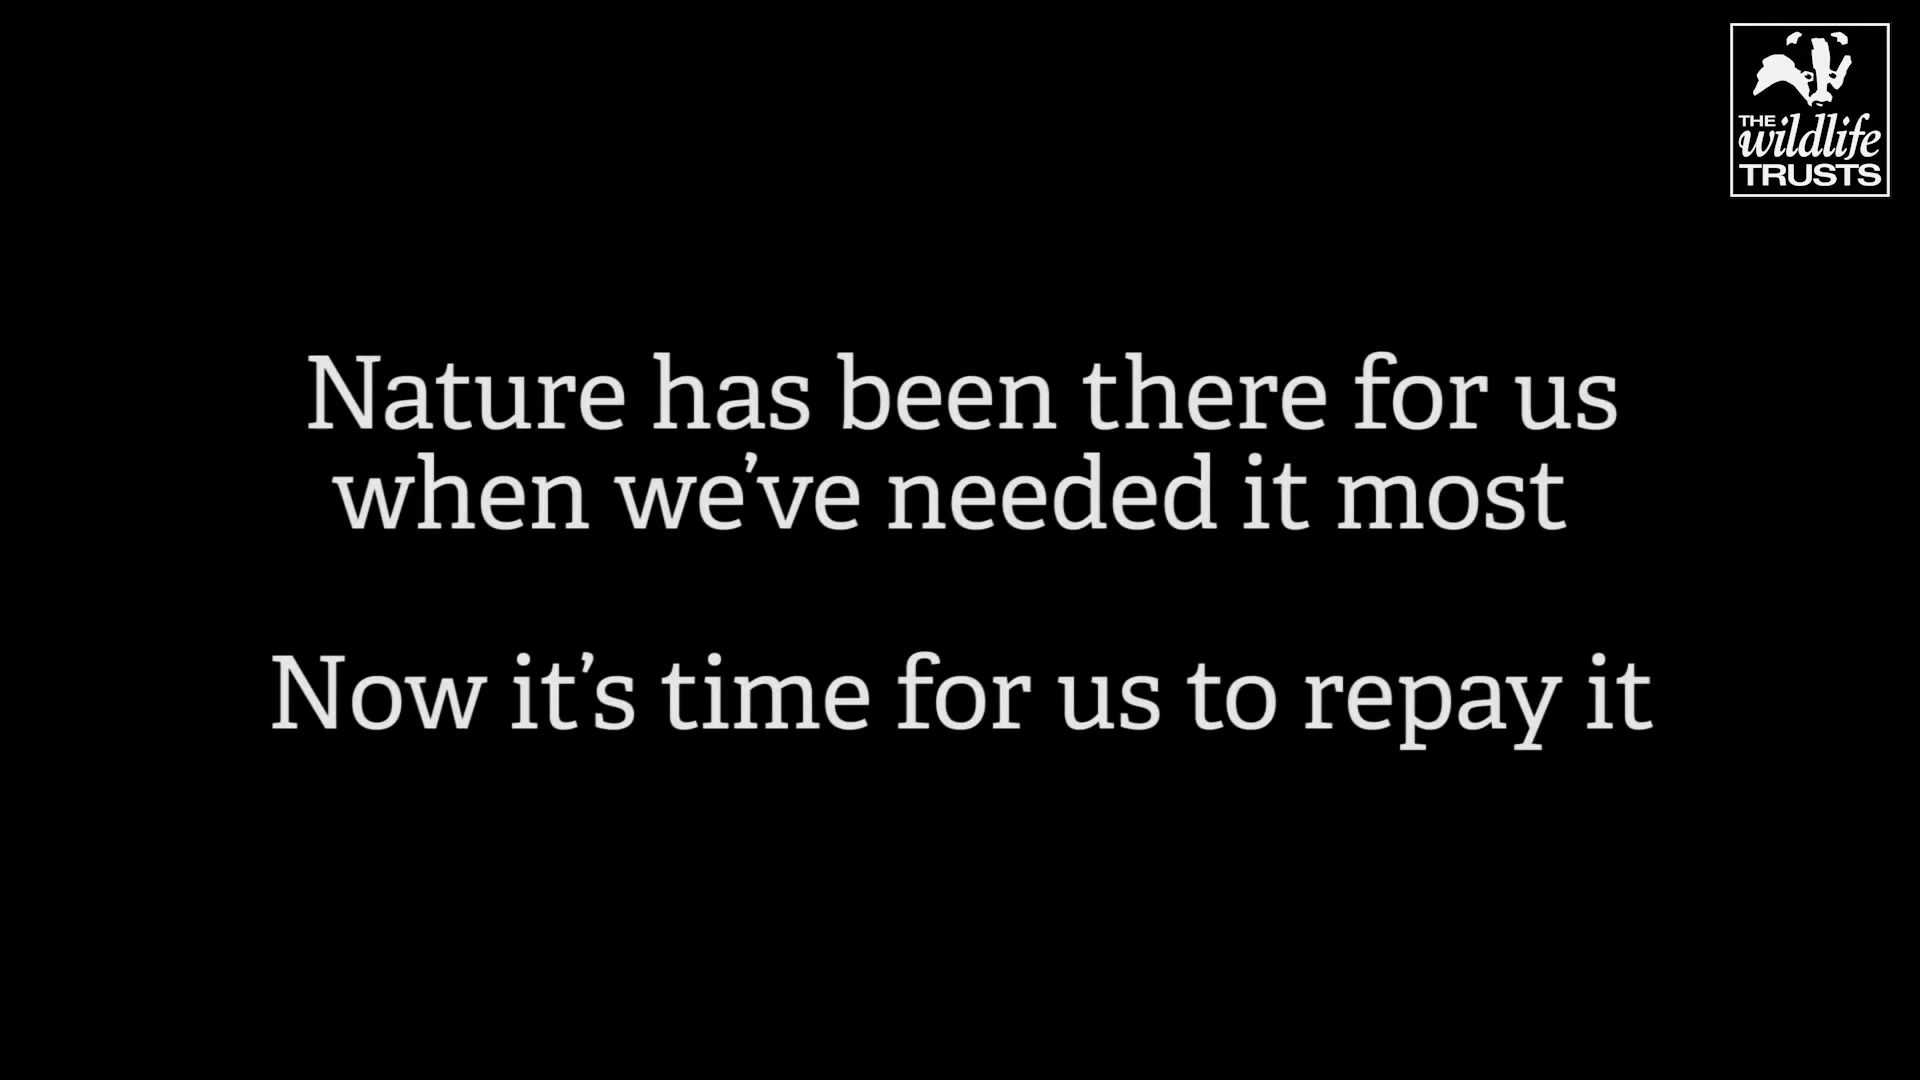 THE
wildlife
TRUSTS
Nature has been there for us
when we’ve needed it most
Now it’s time for us to repay it